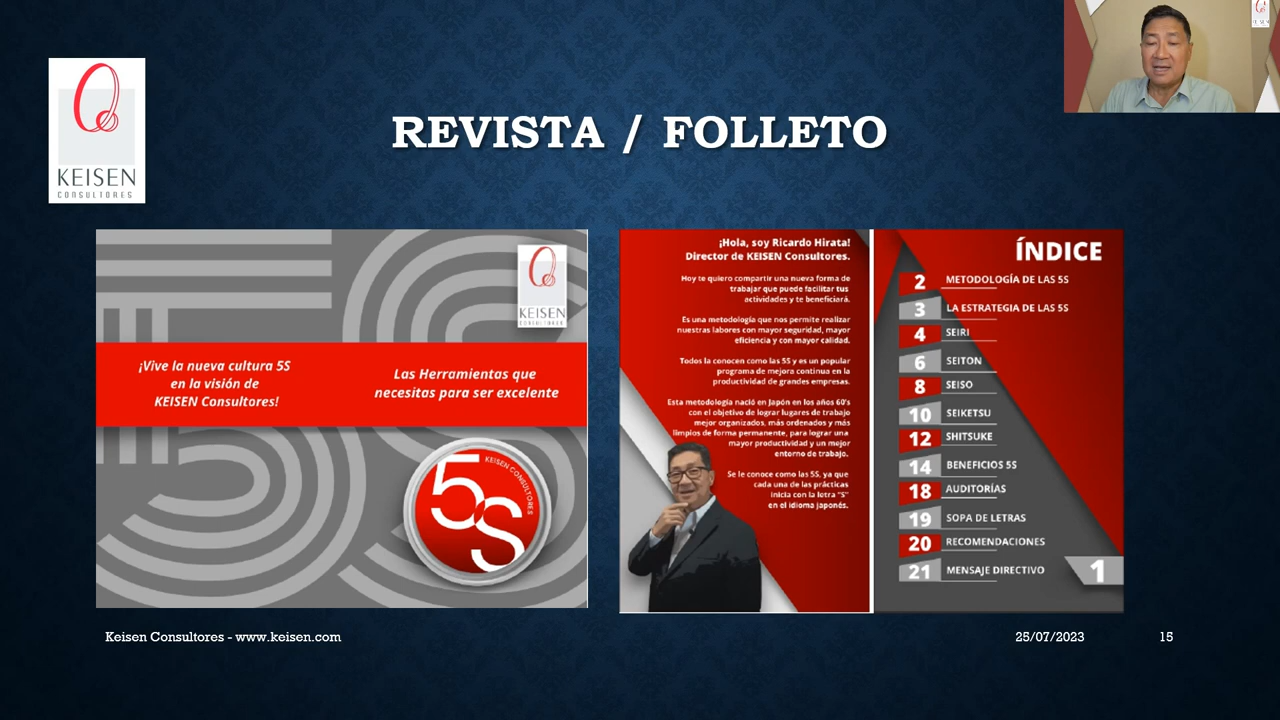 KEISEN
CONSULTORES
REVISTA / FOLLETO
KEISEN
CONSULTORES
¡Vive la nueva cultura 5S
en la visión de
KEISEN Consultores!
Las Herramientas que
necesitas para ser excelente
KEISEN CONSULTORES
5S
¡Hola, soy Ricardo Hirata!
Director de KEISEN Consultores.
Hoy te quiero compartir una nueva forma de
trabajar que puede facilitar tus
actividades y te beneficiará.
Es una metodología que nos permite realizar
nuestras labores con mayor seguridad, mayor
eficiencia y con mayor calidad.
Todos la conocen como las 5S y es un popular
programa de mejora continua en la
productividad de grandes empresas.
Esta metodología nació en Japón en los años 60's
con el objetivo de lograr lugares de trabajo
mejor organizados, más ordenados y más
limpios de forma permanente, para lograr una
mayor productividad y un mejor
entorno de trabajo.
Se le conoce como las 5S, ya que
cada una de las prácticas
inicia con la letra "S"
en el idioma japonés.
ÍNDICE
2 METODOLOGÍA DE LAS 5S
3 LA ESTRATEGIA DE LAS 5S
4 SEIRI
6 SEITON
8 SEISO
10 SEIKETSU
12 SHITSUKE
14 BENEFICIOS 5S
18 AUDITORÍAS
19 SOPA DE LETRAS
20 RECOMENDACIONES
21 MENSAJE DIRECTIVO
1
Keisen Consultores - www.keisen.com
25/07/2023
15